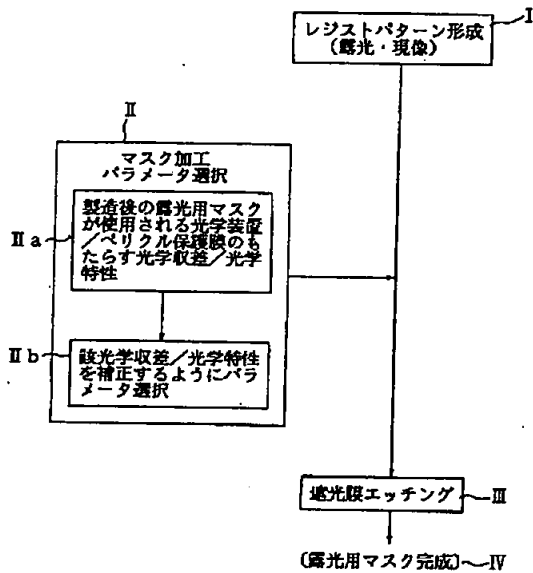 I
レジストパターン形成
(露光・現像)
II
マスク加工
パラメータ選択
IIa
製造後の露光用マスク
が使用される光学装置
／ペリクル保護膜のも
たらす光学収差／光学
特性
IIb
該光学収差／光学特性
を補正するようにパラ
メータ選択
遮光膜エッチング
III
〔露光用マスク完成〕
IV